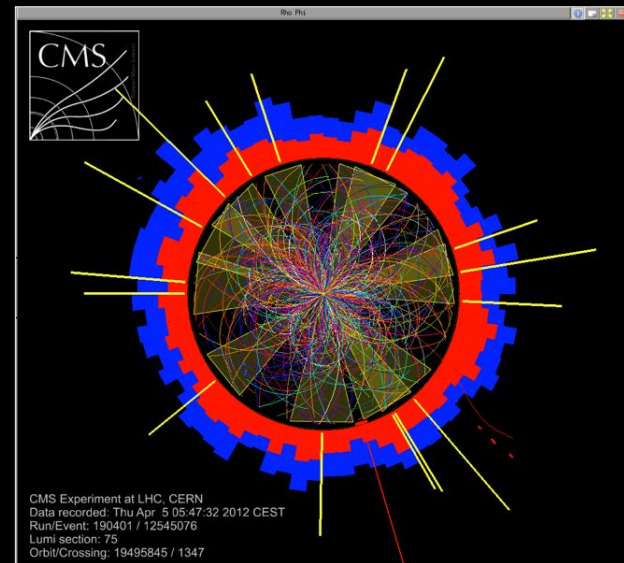 Rho Phi
CMS
CMS Experiment at LHC, CERN
Data recorded: Thu Apr 5 05:47:32 2012 CEST
Run/Event: 190401 / 12545076
Lumi section: 75
Orbit/Crossing: 19495845 / 1347